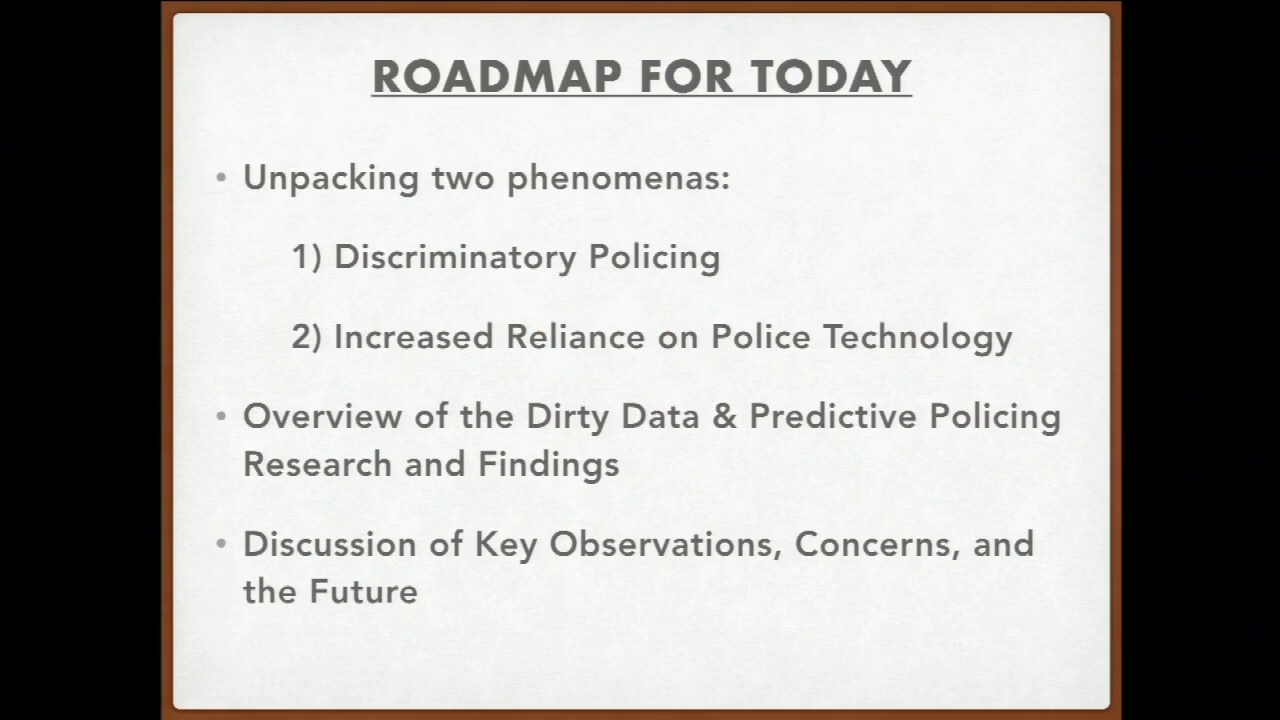 ROADMAP FOR TODAY
• Unpacking two phenomenas:
1) Discriminatory Policing
2) Increased Reliance on Police Technology
• Overview of the Dirty Data & Predictive Policing
Research and Findings
• Discussion of Key Observations, Concerns, and
the Future